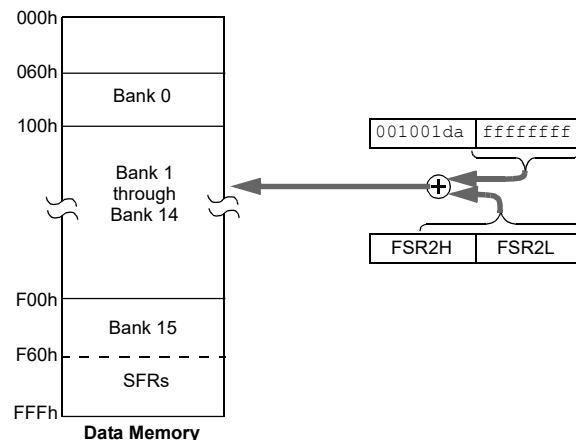 000h
060h
Bank 0
100h
001001da ffffffff
Bank 1
through
Bank 14
FSR2H FSR2L
F00h
Bank 15
F60h
SFRs
FFFh
Data Memory